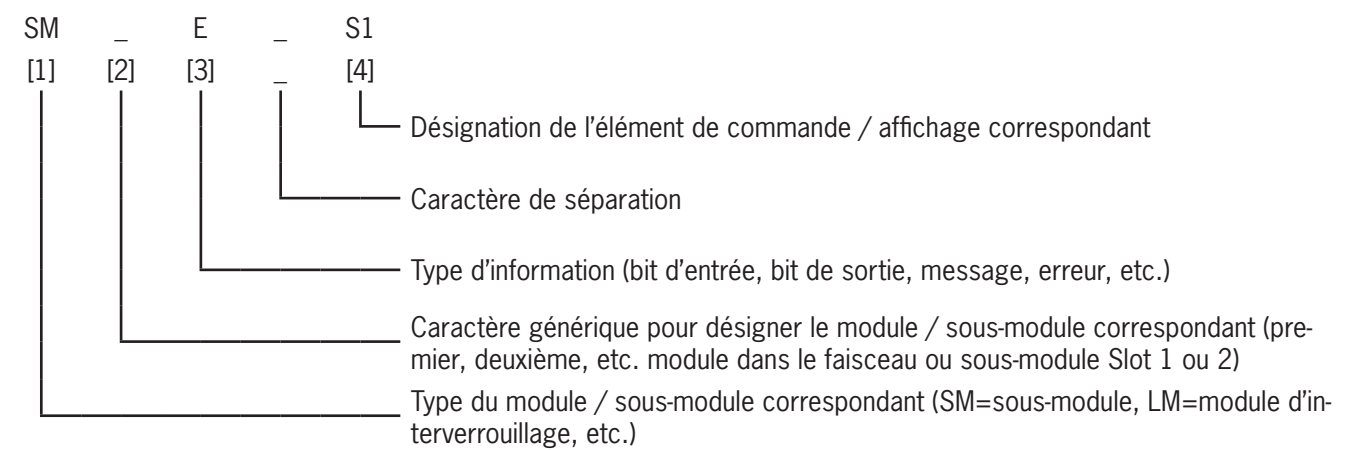 SM _ E _ S1
[1] [2] [3] _ [4]
Désignation de l'élément de commande / affichage correspondant
Caractère de séparation
Type d'information (bit d'entrée, bit de sortie, message, erreur, etc.)
Caractère générique pour désigner le module / sous-module correspondant (pre-
mier, deuxième, etc. module dans le faisceau ou sous-module Slot 1 ou 2)
Type du module / sous-module correspondant (SM=sous-module, LM=module d'in-
terverrouillage, etc.)